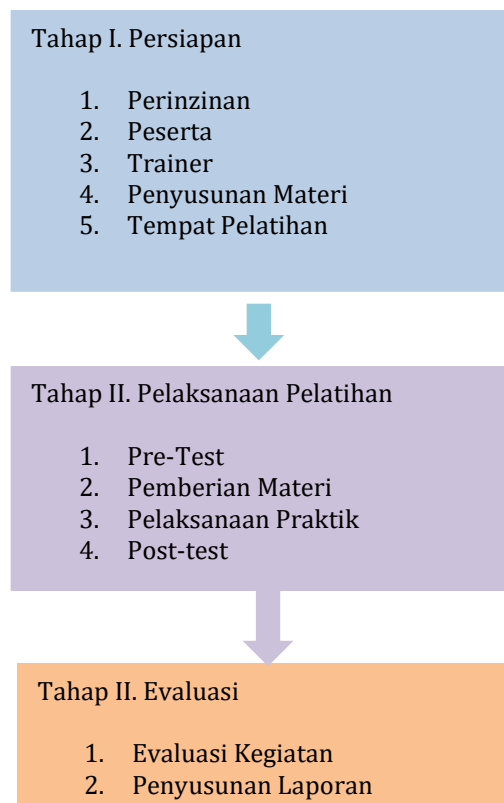 Tahap I. Persiapan
1. Perinzinan
2. Peserta
3. Trainer
4. Penyusunan Materi
5. Tempat Pelatihan
Tahap II. Pelaksanaan Pelatihan
1. Pre-Test
2. Pemberian Materi
3. Pelaksanaan Praktik
4. Post-test
Tahap II. Evaluasi
1. Evaluasi Kegiatan
2. Penyusunan Laporan